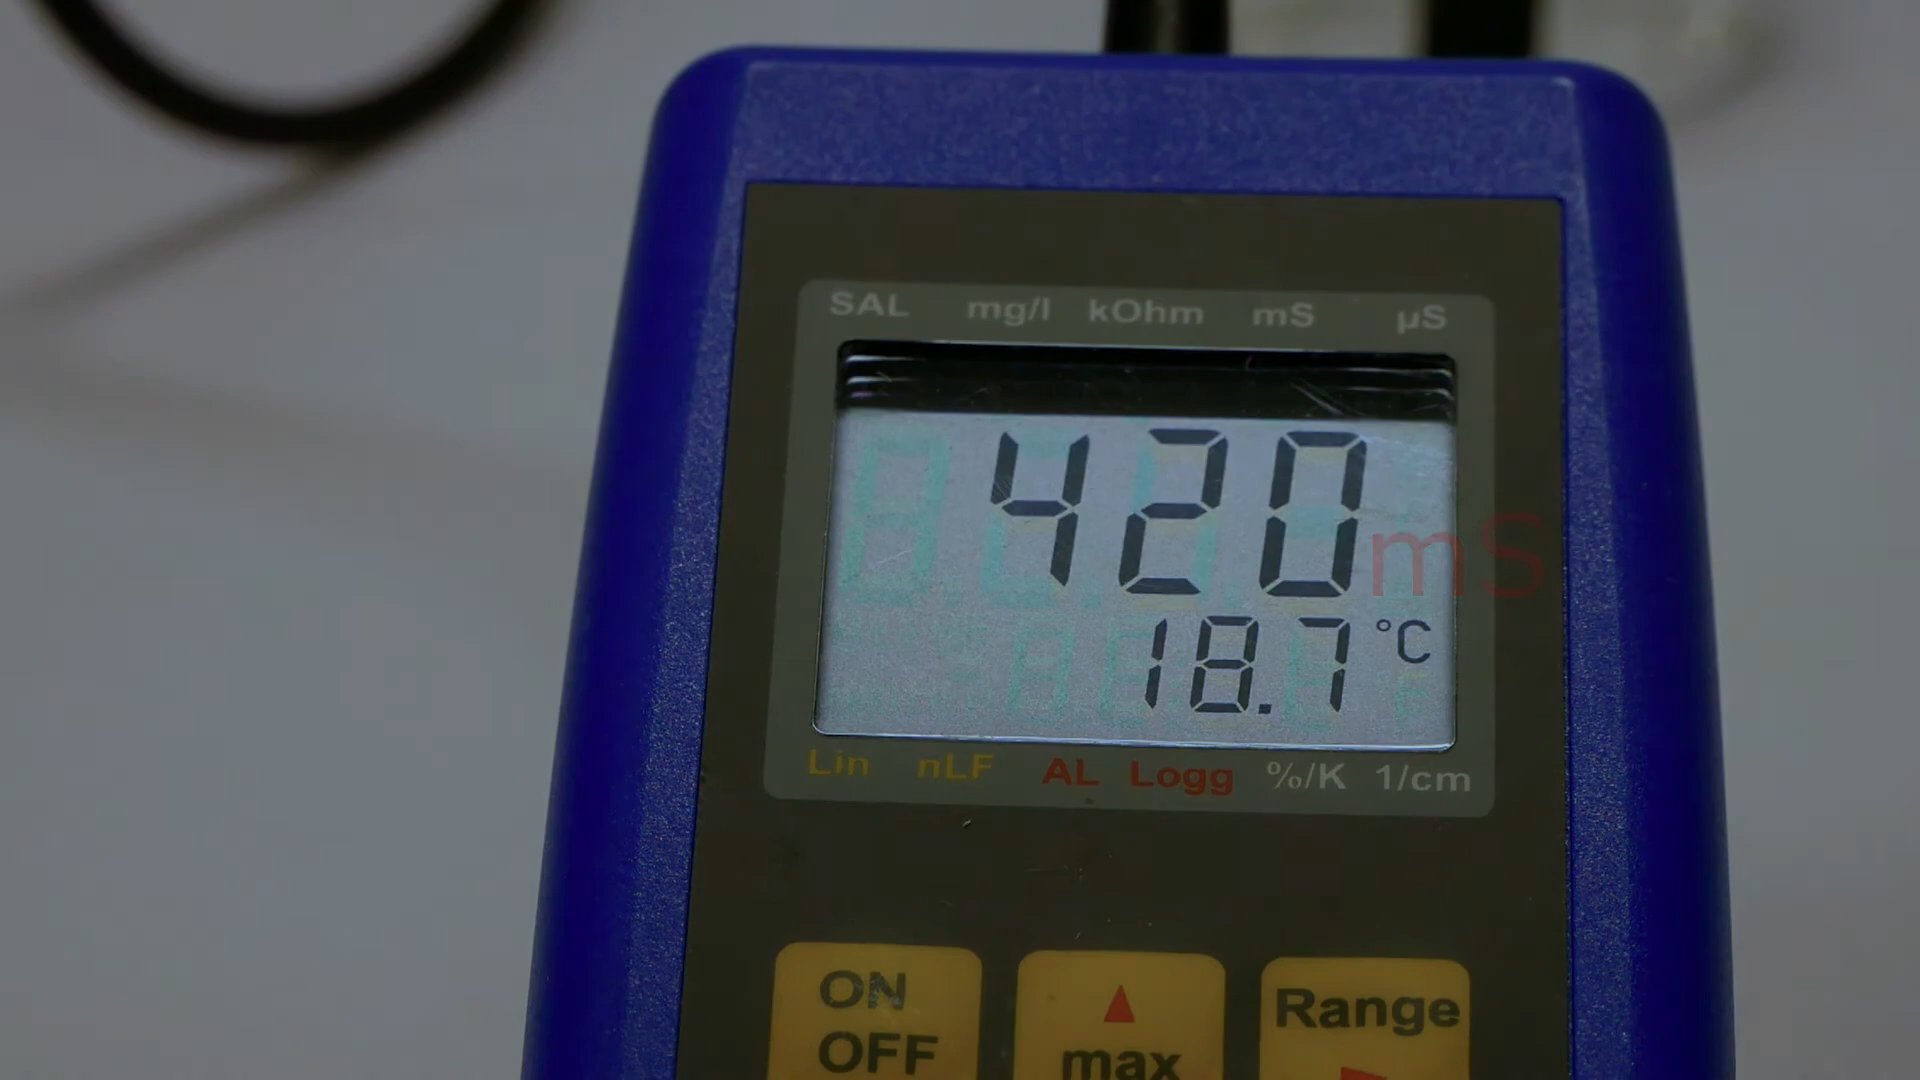 SAL mg/l kOhm mS µS
420 mS
18.7 °C
Lin nLF AL Logg %/K 1/cm
ON
OFF
max
Range